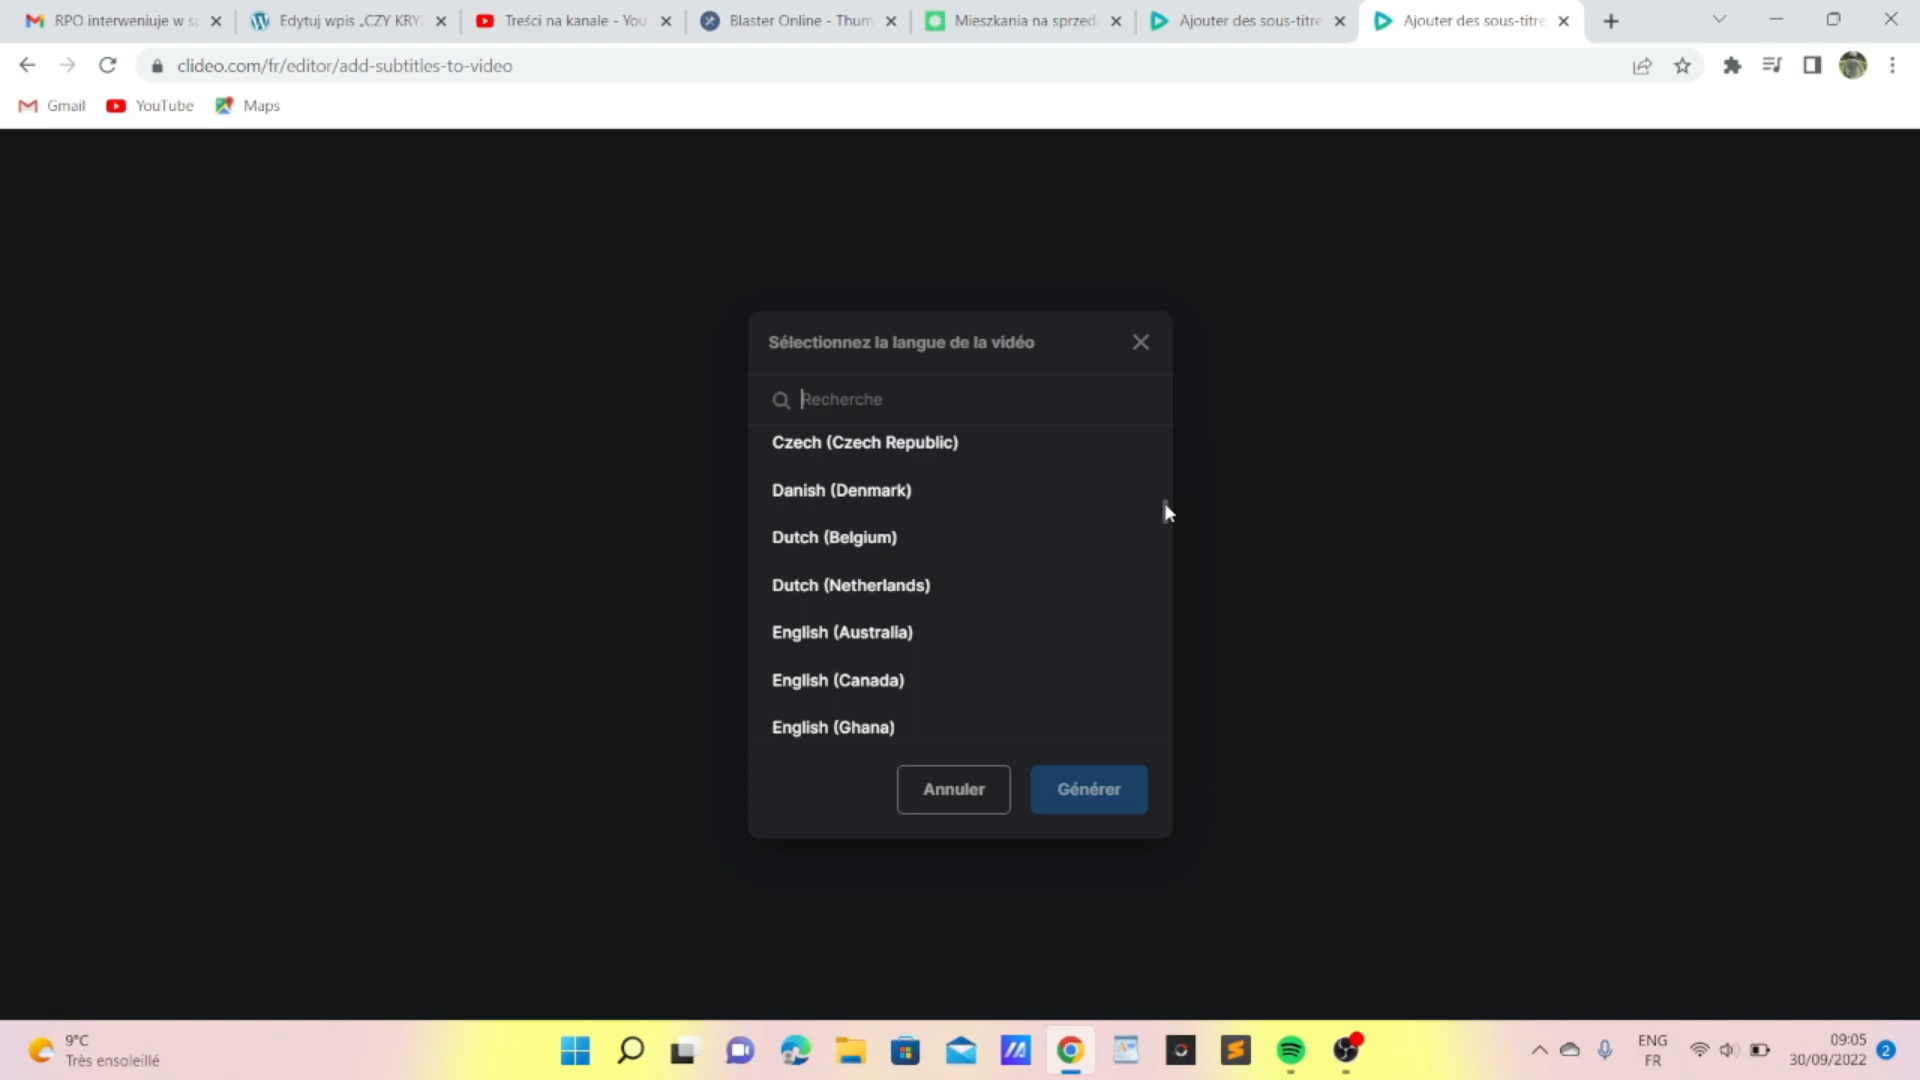 RPO interweniuje w s
Edytuj wpis „CZY KRY
Treści na kanale - You
Blaster Online - Thum
Mieszkania na sprzed
Ajouter des sous-titre
Ajouter des sous-titre
clideo.com/fr/editor/add-subtitles-to-video
Gmail
YouTube
Maps
Sélectionnez la langue de la vidéo
Recherche
Czech (Czech Republic)
Danish (Denmark)
Dutch (Belgium)
Dutch (Netherlands)
English (Australia)
English (Canada)
English (Ghana)
Annuler
Générer
9°C
Très ensoleillé
ENG
FR
09:05
30/09/2022
2